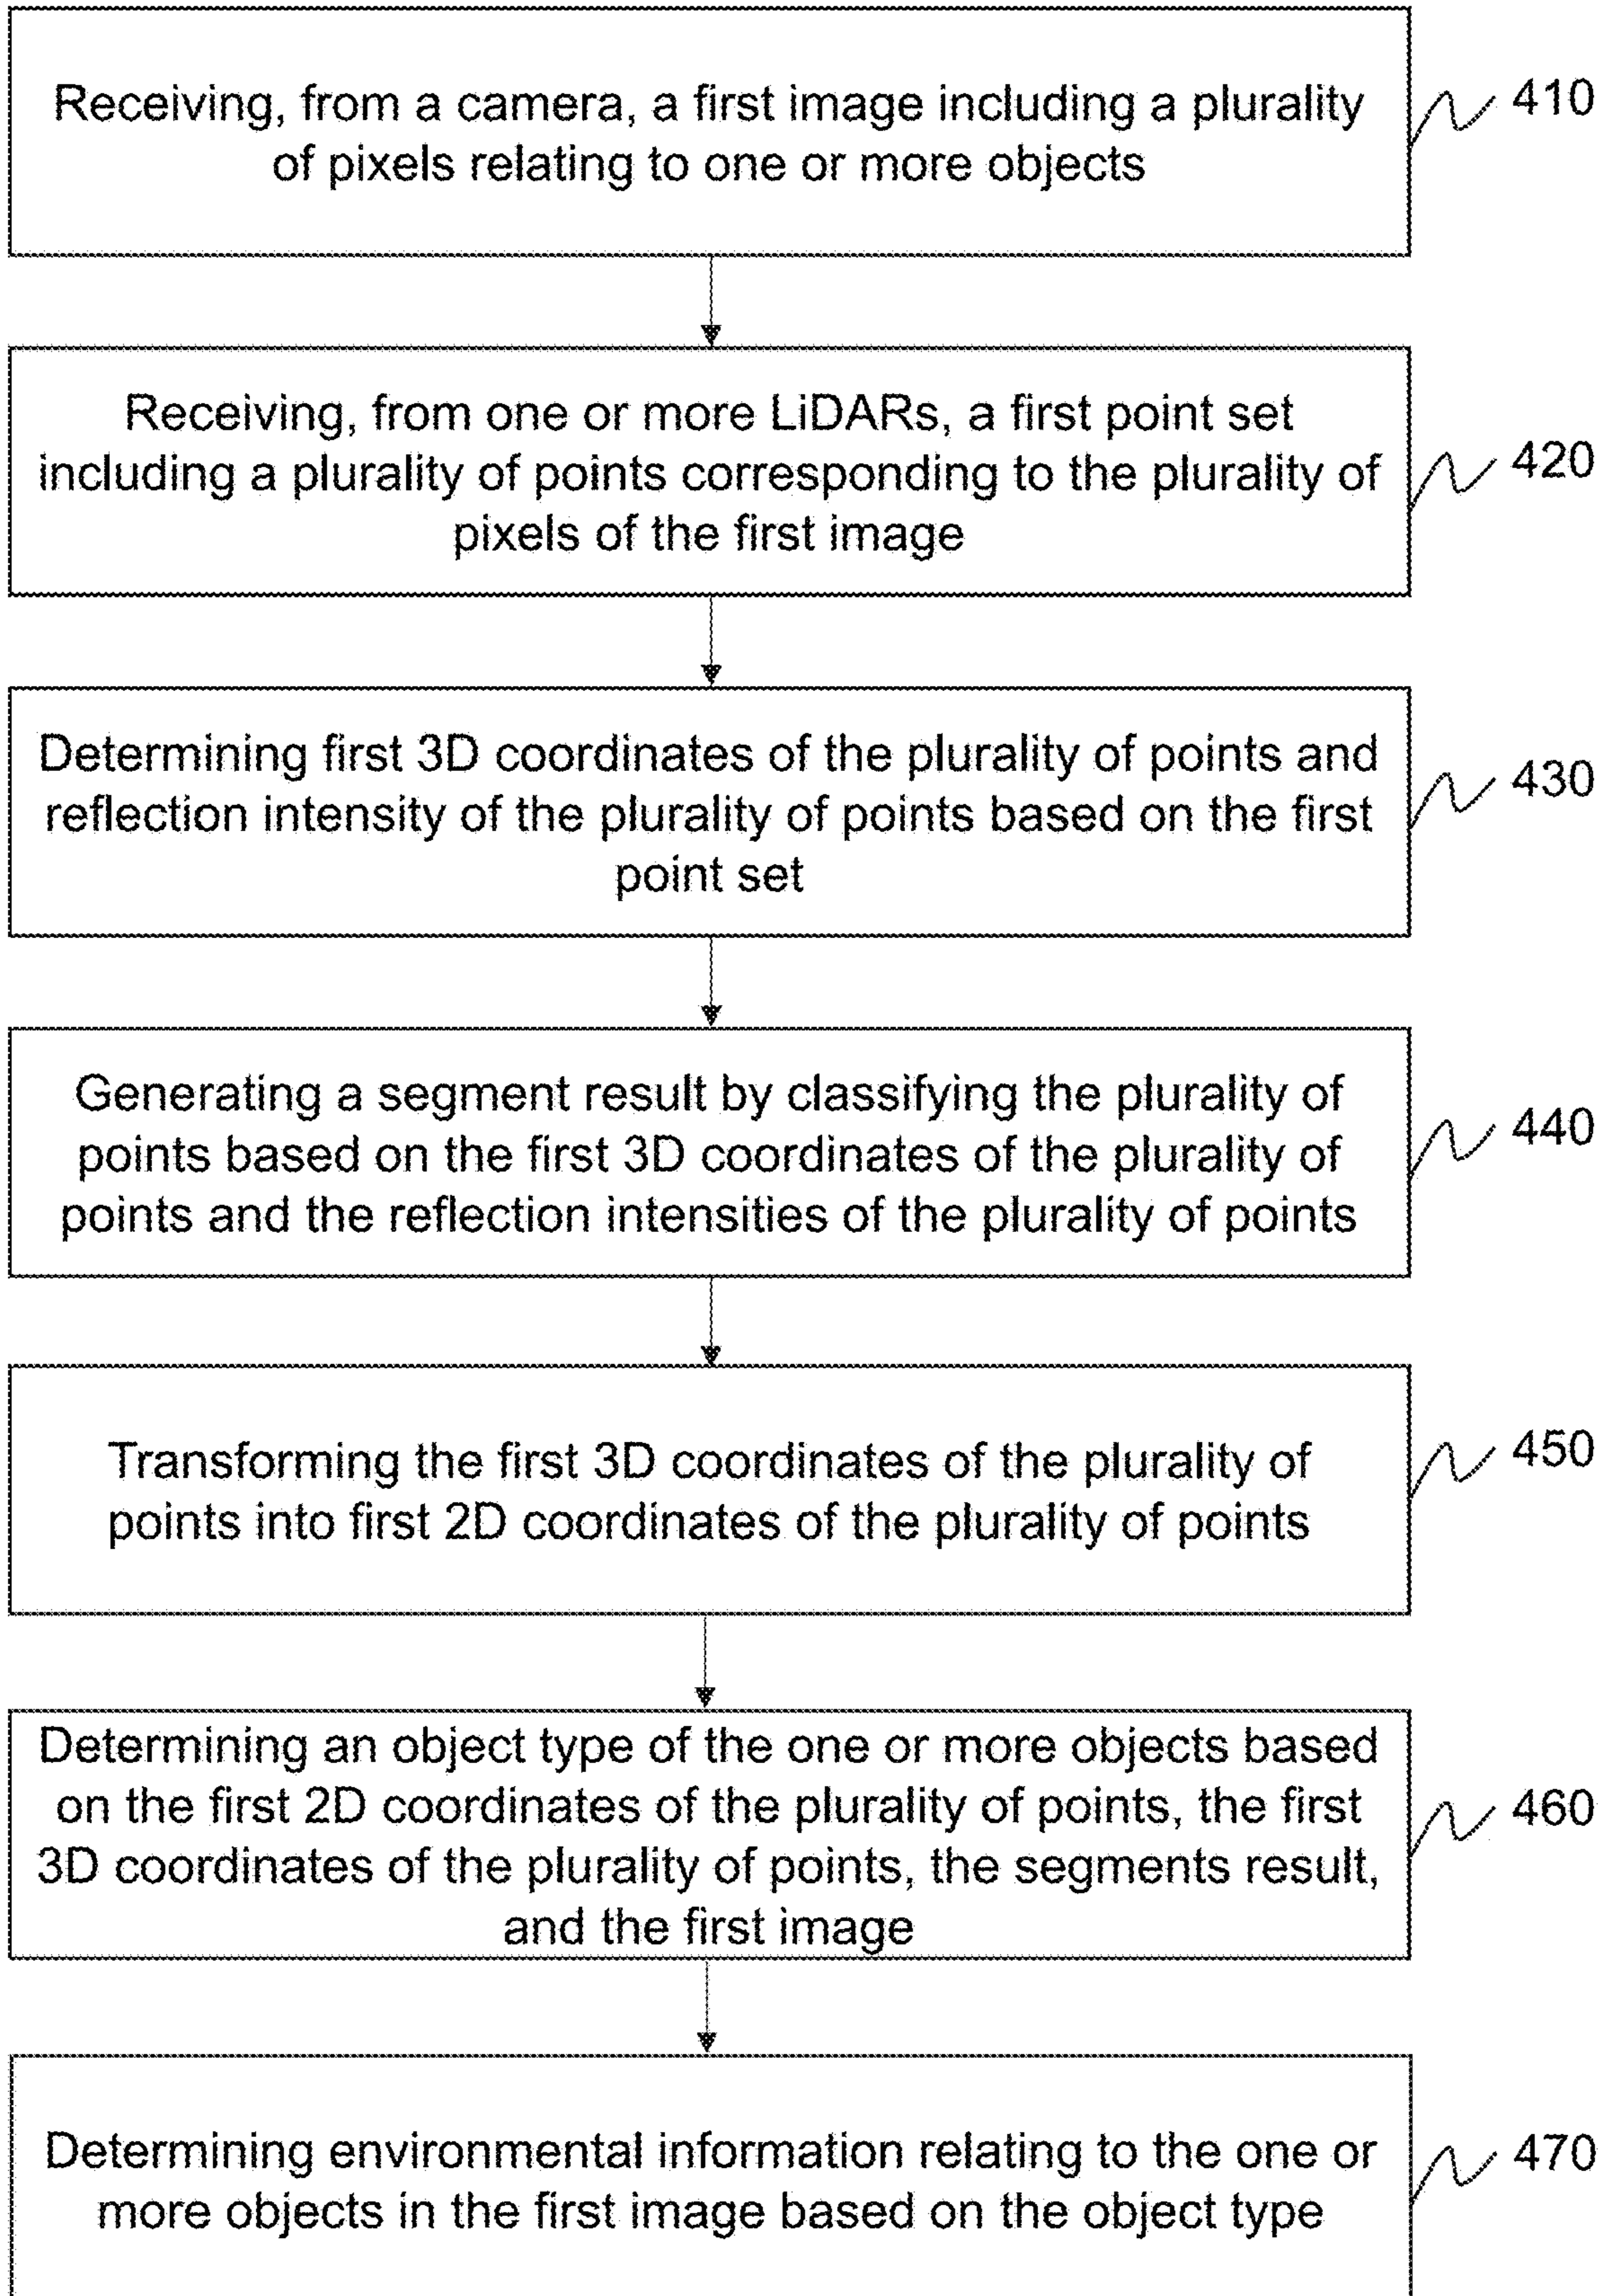 Receiving, from a camera, a first image including a plurality
of pixels relating to one or more objects
410
Receiving, from one or more LiDARs, a first point set
including a plurality of points corresponding to the plurality of
pixels of the first image
420
Determining first 3D coordinates of the plurality of points and
reflection intensity of the plurality of points based on the first
point set
430
Generating a segment result by classifying the plurality of
points based on the first 3D coordinates of the plurality of
points and the reflection intensities of the plurality of points
440
Transforming the first 3D coordinates of the plurality of
points into first 2D coordinates of the plurality of points
450
Determining an object type of the one or more objects based
on the first 2D coordinates of the plurality of points, the first
3D coordinates of the plurality of points, the segments result,
and the first image
460
Determining environmental information relating to the one or
more objects in the first image based on the object type
470